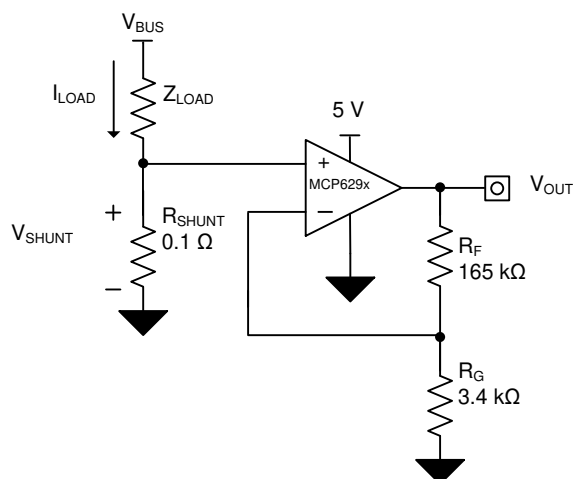 VBUS
ILOAD
ZLOAD
5 V
+
MCP629x
−
VOUT
+
VSHUNT
−
RSHUNT
0.1 Ω
RF
165 kΩ
RG
3.4 kΩ